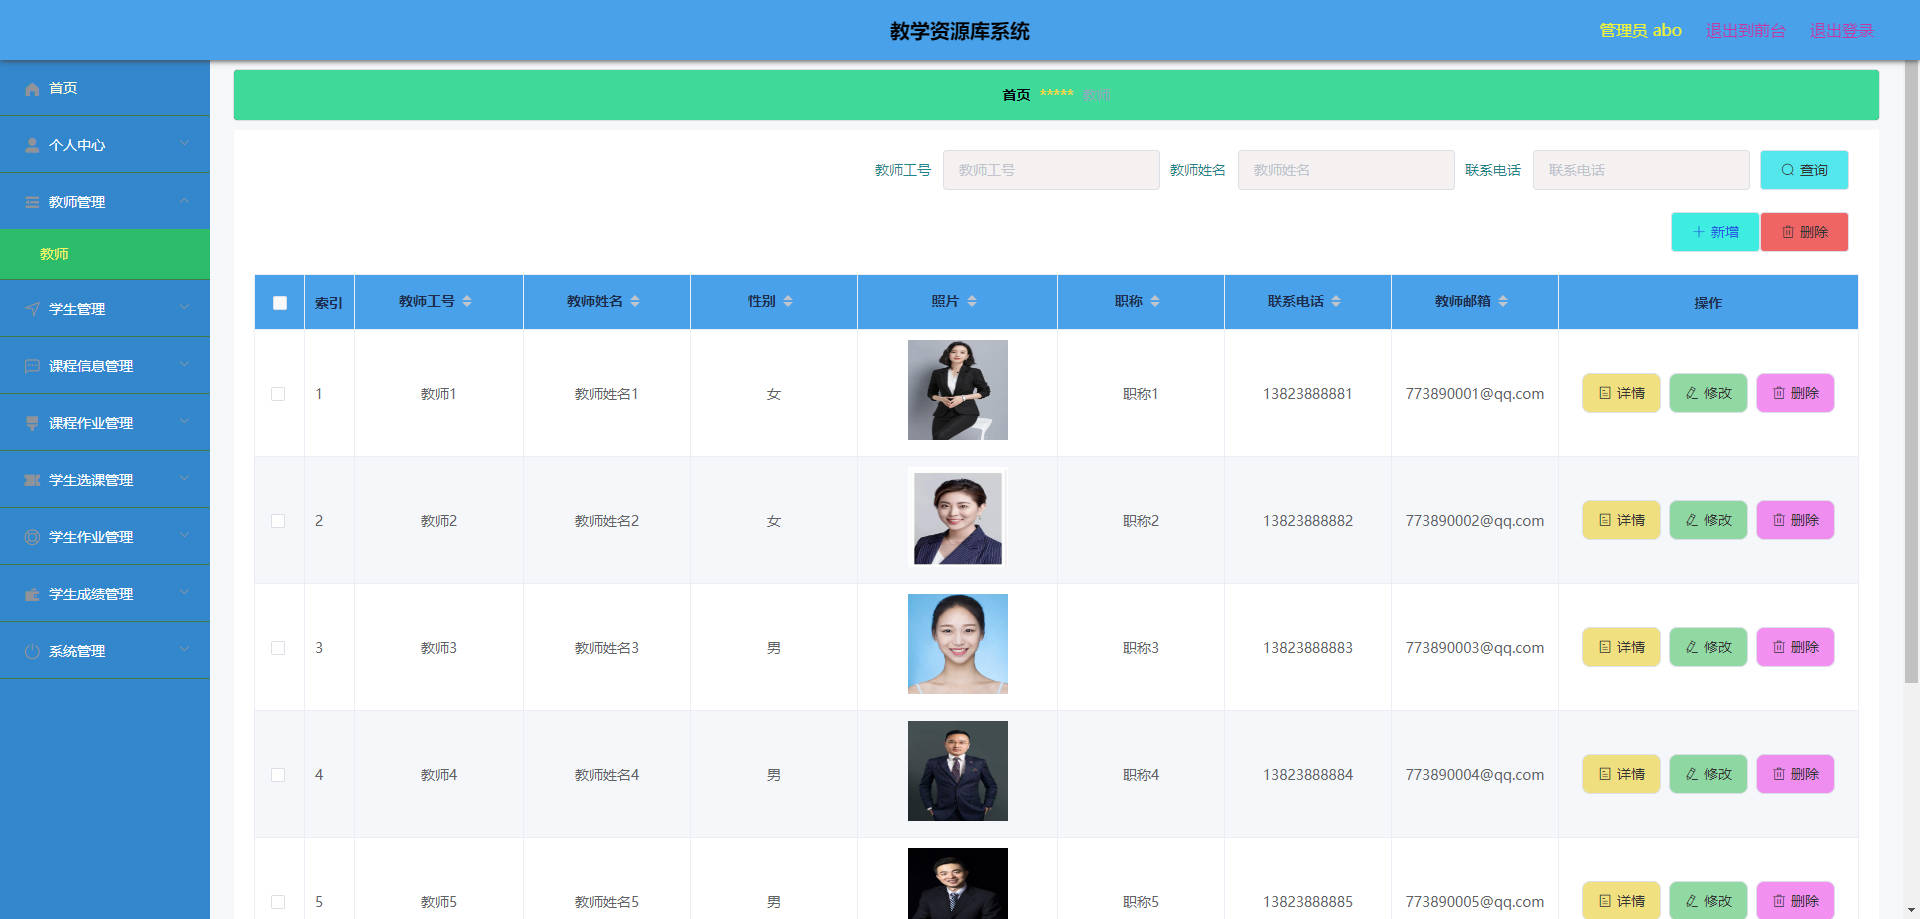 教学资源库系统
管理员 abo 退出到前台 退出登录
首页
个人中心
教师管理
教师
学生管理
课程信息管理
课程作业管理
学生选课管理
学生作业管理
学生成绩管理
系统管理
首页 ***** 教师
教师工号 教师工号 教师姓名 教师姓名 联系电话 联系电话 查询
新增 删除
索引 教师工号 教师姓名 性别 照片 职称 联系电话 教师邮箱 操作
1 教师1 教师姓名1 女 职称1 13823888881 773890001@qq.com 详情 修改 删除
2 教师2 教师姓名2 女 职称2 13823888882 773890002@qq.com 详情 修改 删除
3 教师3 教师姓名3 男 职称3 13823888883 773890003@qq.com 详情 修改 删除
4 教师4 教师姓名4 男 职称4 13823888884 773890004@qq.com 详情 修改 删除
5 教师5 教师姓名5 男 职称5 13823888885 773890005@qq.com 详情 修改 删除